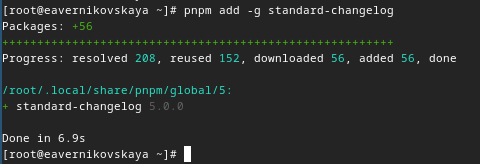 [root@eavernikovskaya ~]# pnpm add -g standard-changelog
Packages: +56
++++++++++++++++++++++++++++++++++++++++++++++++++++++++
Progress: resolved 208, reused 152, downloaded 56, added 56, done

/root/.local/share/pnpm/global/5:
+ standard-changelog 5.0.0

Done in 6.9s
[root@eavernikovskaya ~]#